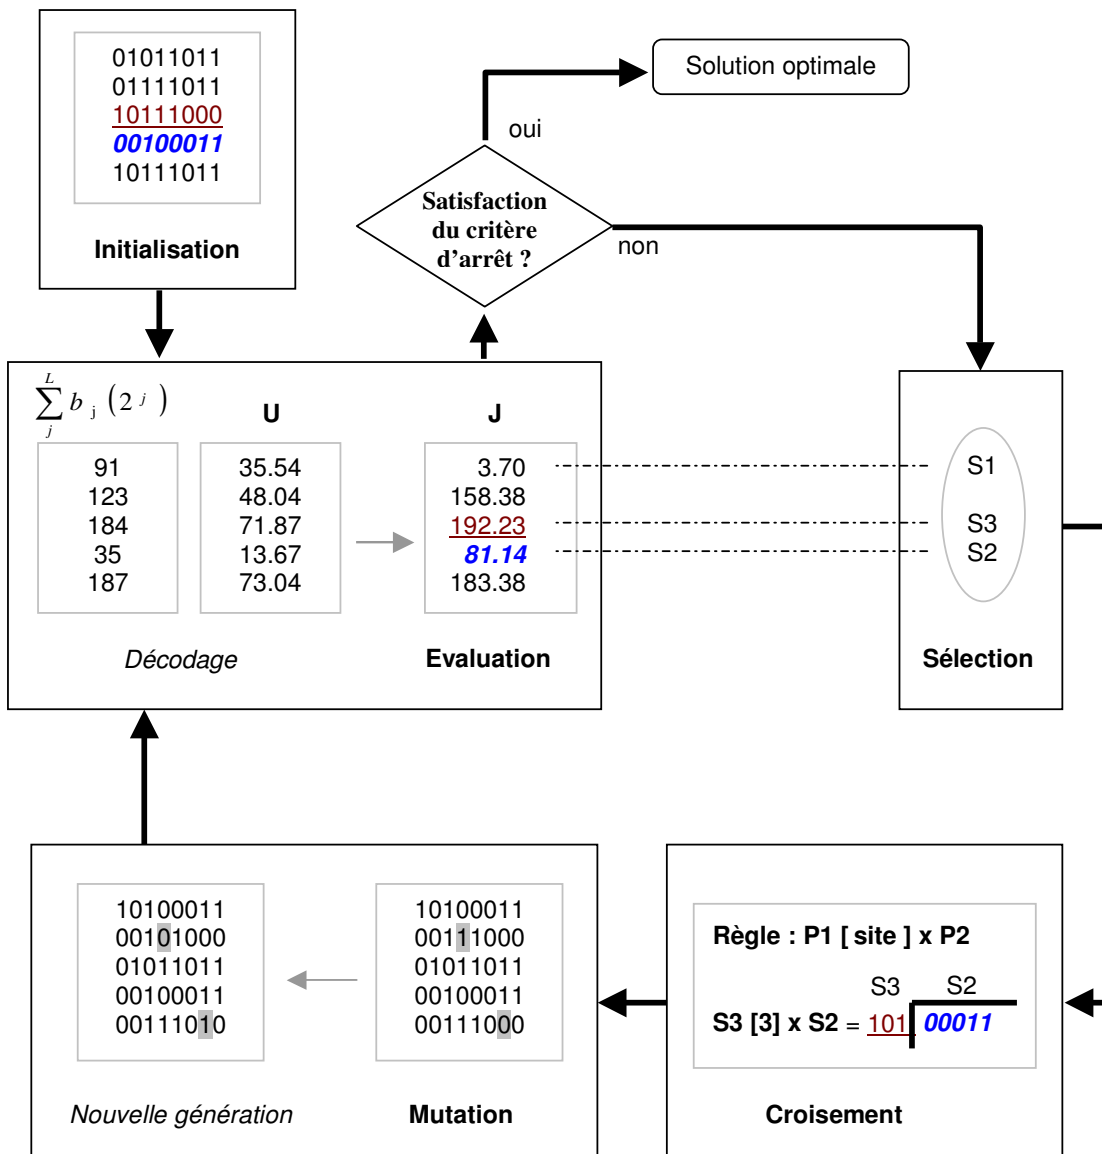 01011011
01111011
10111000
00100011
10111011
Initialisation
Solution optimale
oui
Satisfaction
du critère
d'arrêt ?
non
L
∑ b j ( 2 j )
j
U
J
91
123
184
35
187
35.54
48.04
71.87
13.67
73.04
3.70
158.38
192.23
81.14
183.38
Décodage
Evaluation
S1
S3
S2
Sélection
10100011
00101000
01011011
00100011
00111010
Nouvelle génération
10100011
00111000
01011011
00100011
00111000
Mutation
Règle : P1 [ site ] x P2
S3 S2
S3 [3] x S2 = 101 00011
Croisement